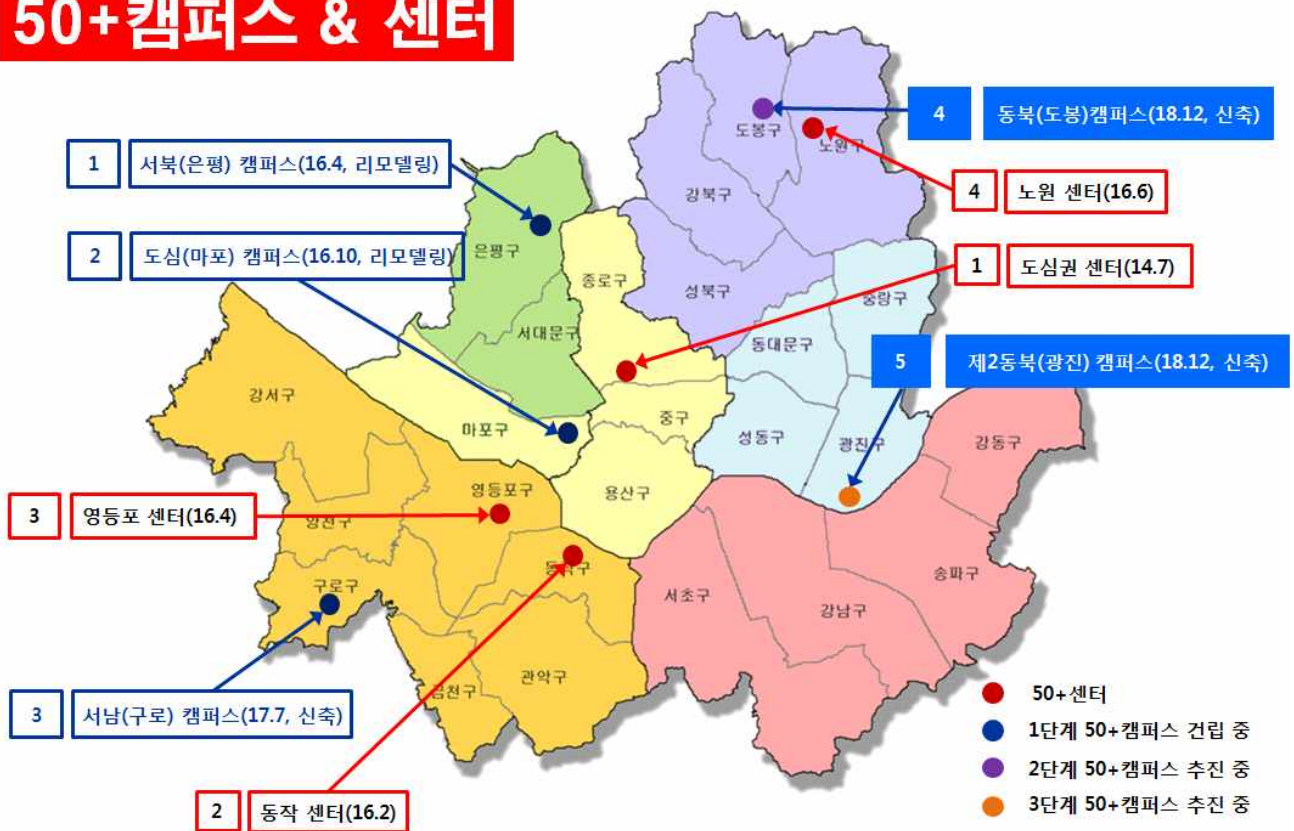 50+캠퍼스 & 센터
4 동북(도봉)캠퍼스(18.12, 신축)
도봉구
노원구
1 서북(은평) 캠퍼스(16.4, 리모델링)
4 노원 센터(16.6)
강북구
2 도심(마포) 캠퍼스(16.10, 리모델링)
은평구
종로구
1 도심권 센터(14.7)
성북구
중랑구
서대문구
동대문구
5 제2동북(광진) 캠퍼스(18.12, 신축)
강서구
마포구
중구
성동구
광진구
강동구
영등포구
용산구
3 영등포 센터(16.4)
양천구
동작구
구로구
서초구
강남구
송파구
관악구
금천구
3 서남(구로) 캠퍼스(17.7, 신축)
2 동작 센터(16.2)
50+센터
1단계 50+캠퍼스 건립 중
2단계 50+캠퍼스 추진 중
3단계 50+캠퍼스 추진 중